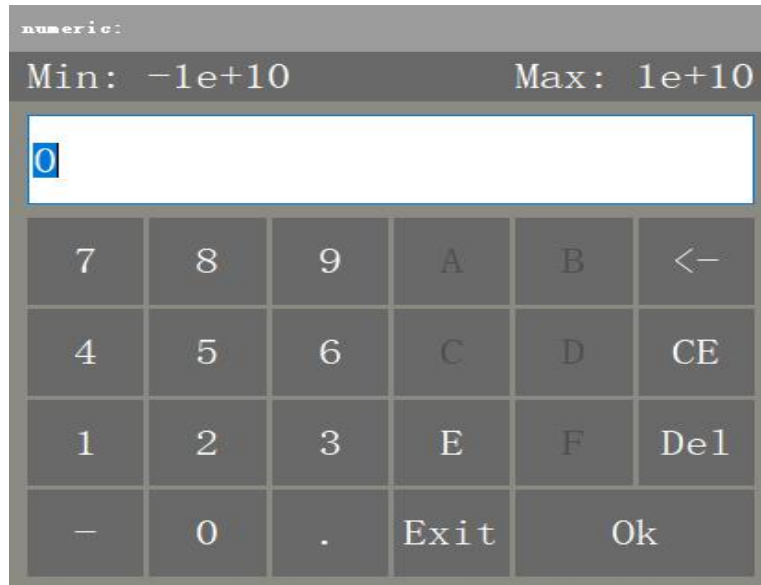 numeric:
Min: -1e+10 Max: 1e+10
0
7 8 9 A B <-
4 5 6 C D CE
1 2 3 E F Del
- 0 . Exit Ok